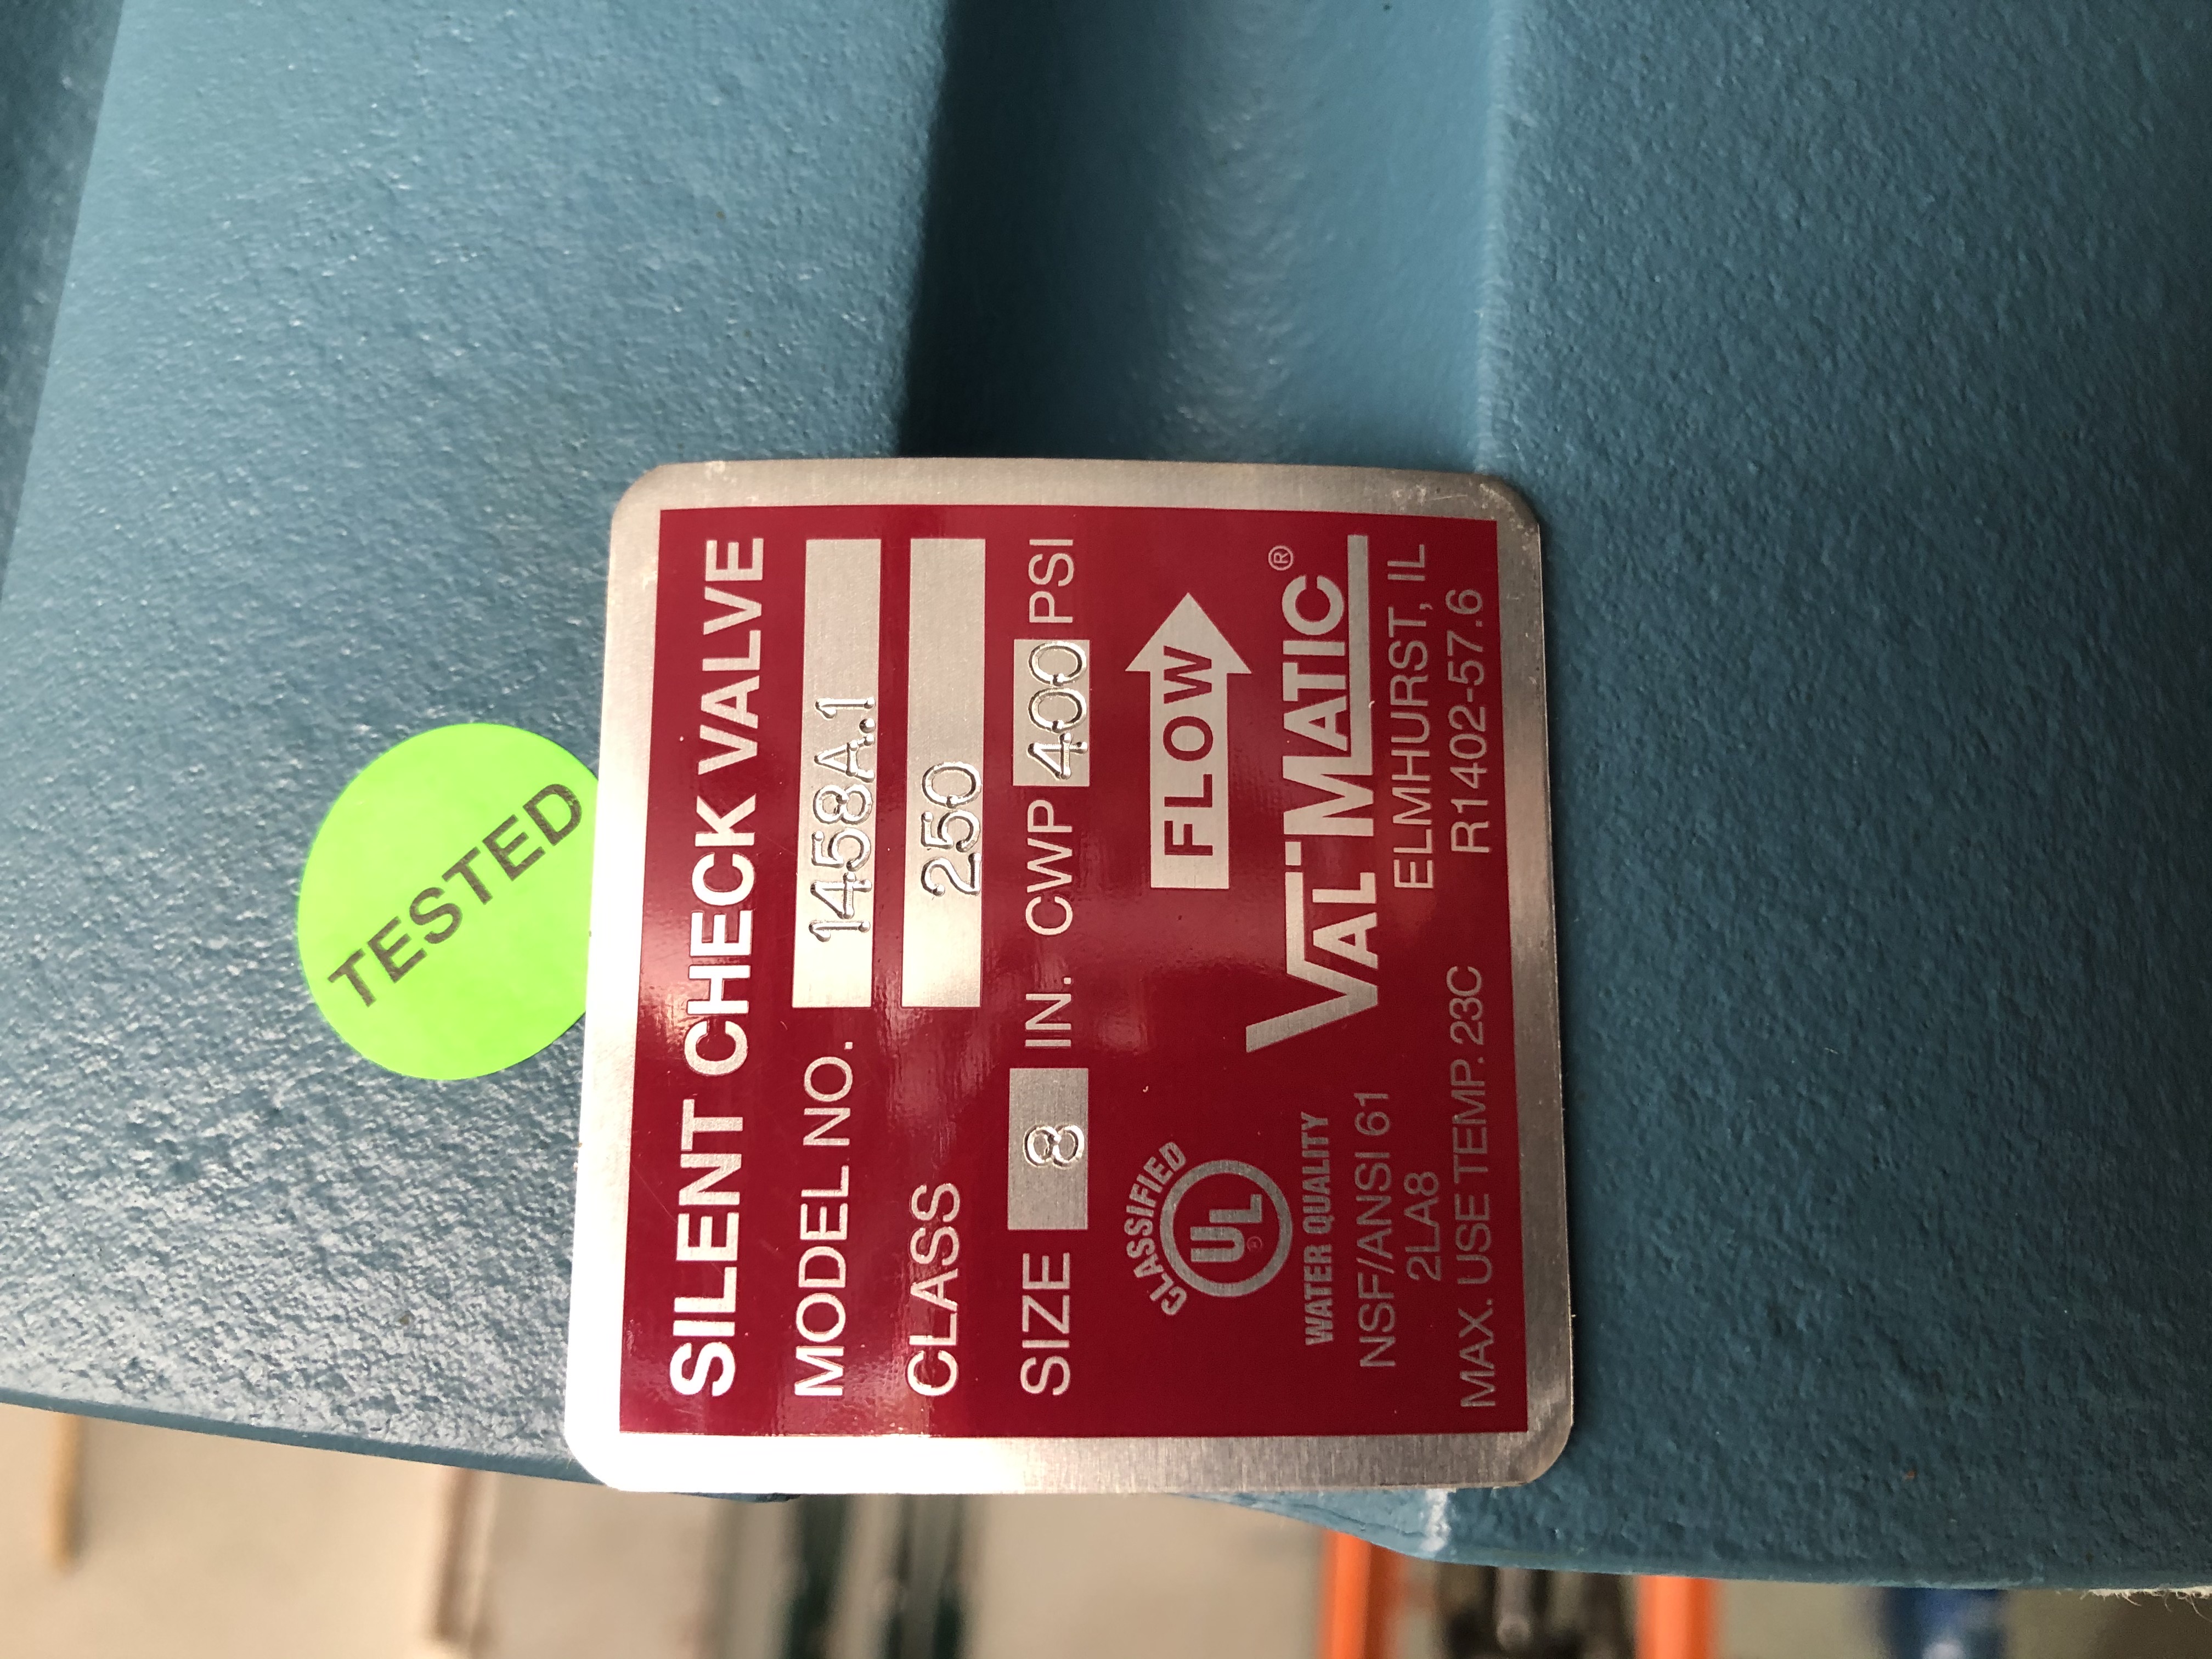 TESTED
SILENT CHECK VALVE
MODEL NO. 1458A.1
CLASS 250
SIZE 8 IN. CWP 400 PSI
CLASSIFIED
UL ®
WATER QUALITY
NSF/ANSI 61
2LA8
MAX. USE TEMP. 23C
FLOW
VAL MATIC ®
ELMHURST, IL
R1402-57.6